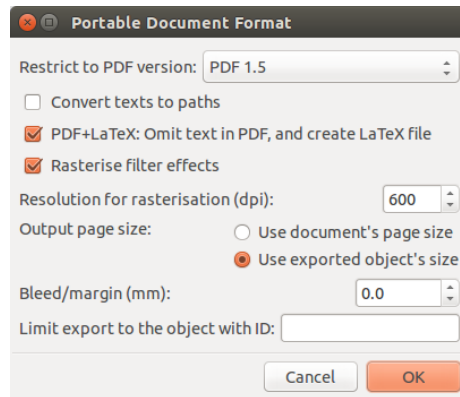 Portable Document Format
Restrict to PDF version: PDF 1.5
Convert texts to paths
PDF+LaTeX: Omit text in PDF, and create LaTeX file
Rasterise filter effects
Resolution for rasterisation (dpi): 600
Output page size: Use document's page size
Use exported object's size
Bleed/margin (mm): 0.0
Limit export to the object with ID:
Cancel OK